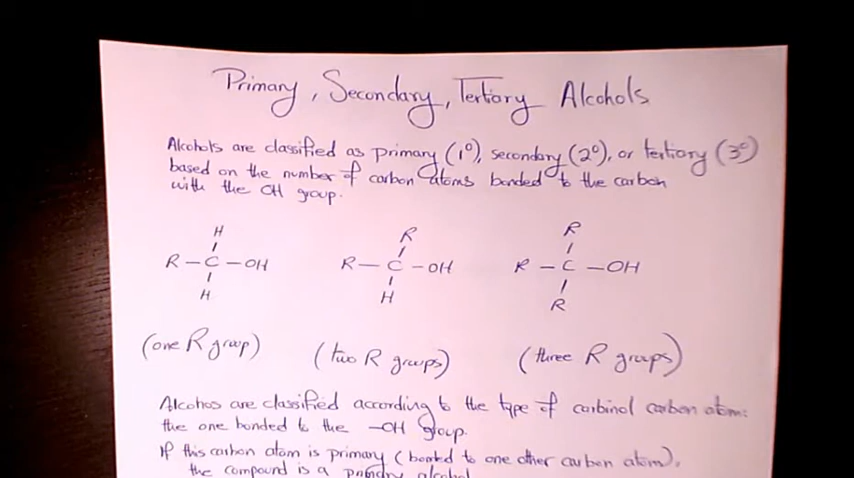 Primary, Secondary, Tertiary Alcohols
Alcohols are classified as primary (1°), secondary (2°), or tertiary (3°)
based on the number of carbon atoms bonded to the carbon
with the OH group.
H R R
R-C-OH R-C-OH R-C-OH
H H R
(one R group) (two R groups) (three R groups)
Alcohos are classified according to the type of carbinol carbon atom:
the one bonded to the -OH group.
If this carbon atom is primary (bonded to one other carbon atom),
the compound is a primary alcohol